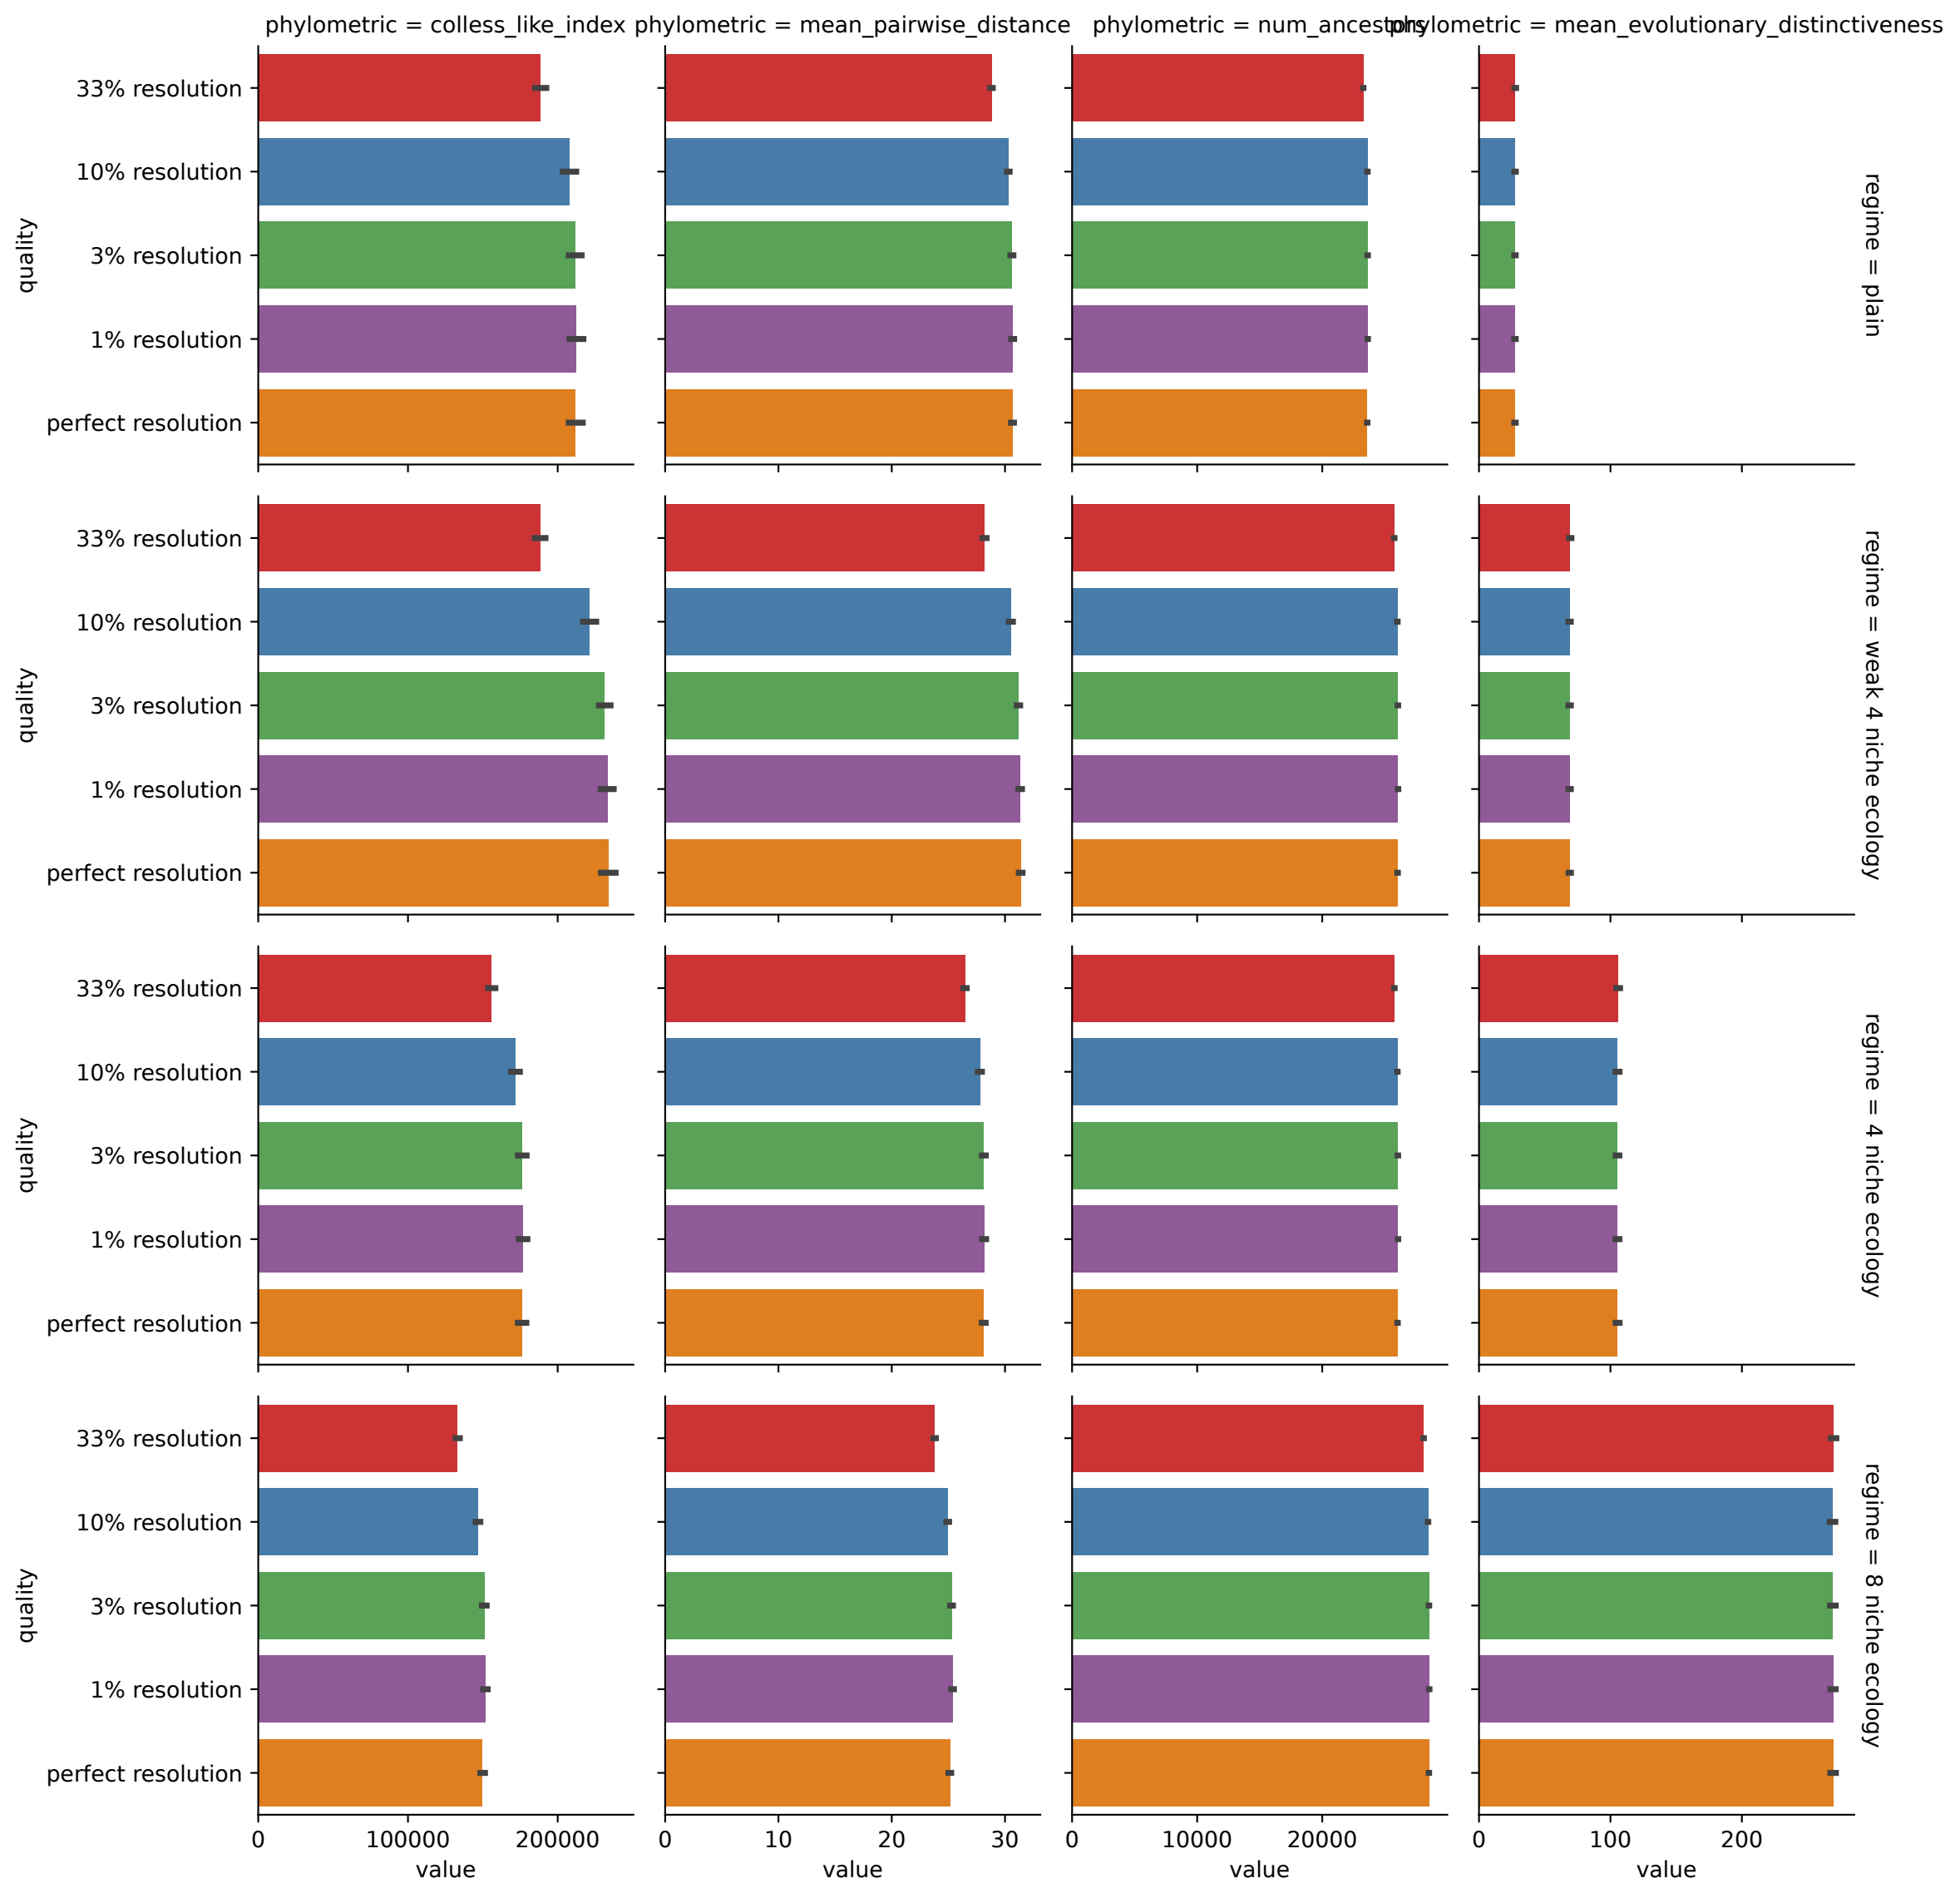 phylometric = colless_like_index phylometric = mean_pairwise_distance phylometric = num_ancestors phylometric = mean_evolutionary_distinctiveness
quality
33% resolution
10% resolution
3% resolution
1% resolution
perfect resolution
regime = plain
quality
33% resolution
10% resolution
3% resolution
1% resolution
perfect resolution
regime = weak 4 niche ecology
quality
33% resolution
10% resolution
3% resolution
1% resolution
perfect resolution
regime = 4 niche ecology
quality
33% resolution
10% resolution
3% resolution
1% resolution
perfect resolution
regime = 8 niche ecology
0 100000 200000 0 10 20 30 0 10000 20000 0 100 200
value value value value